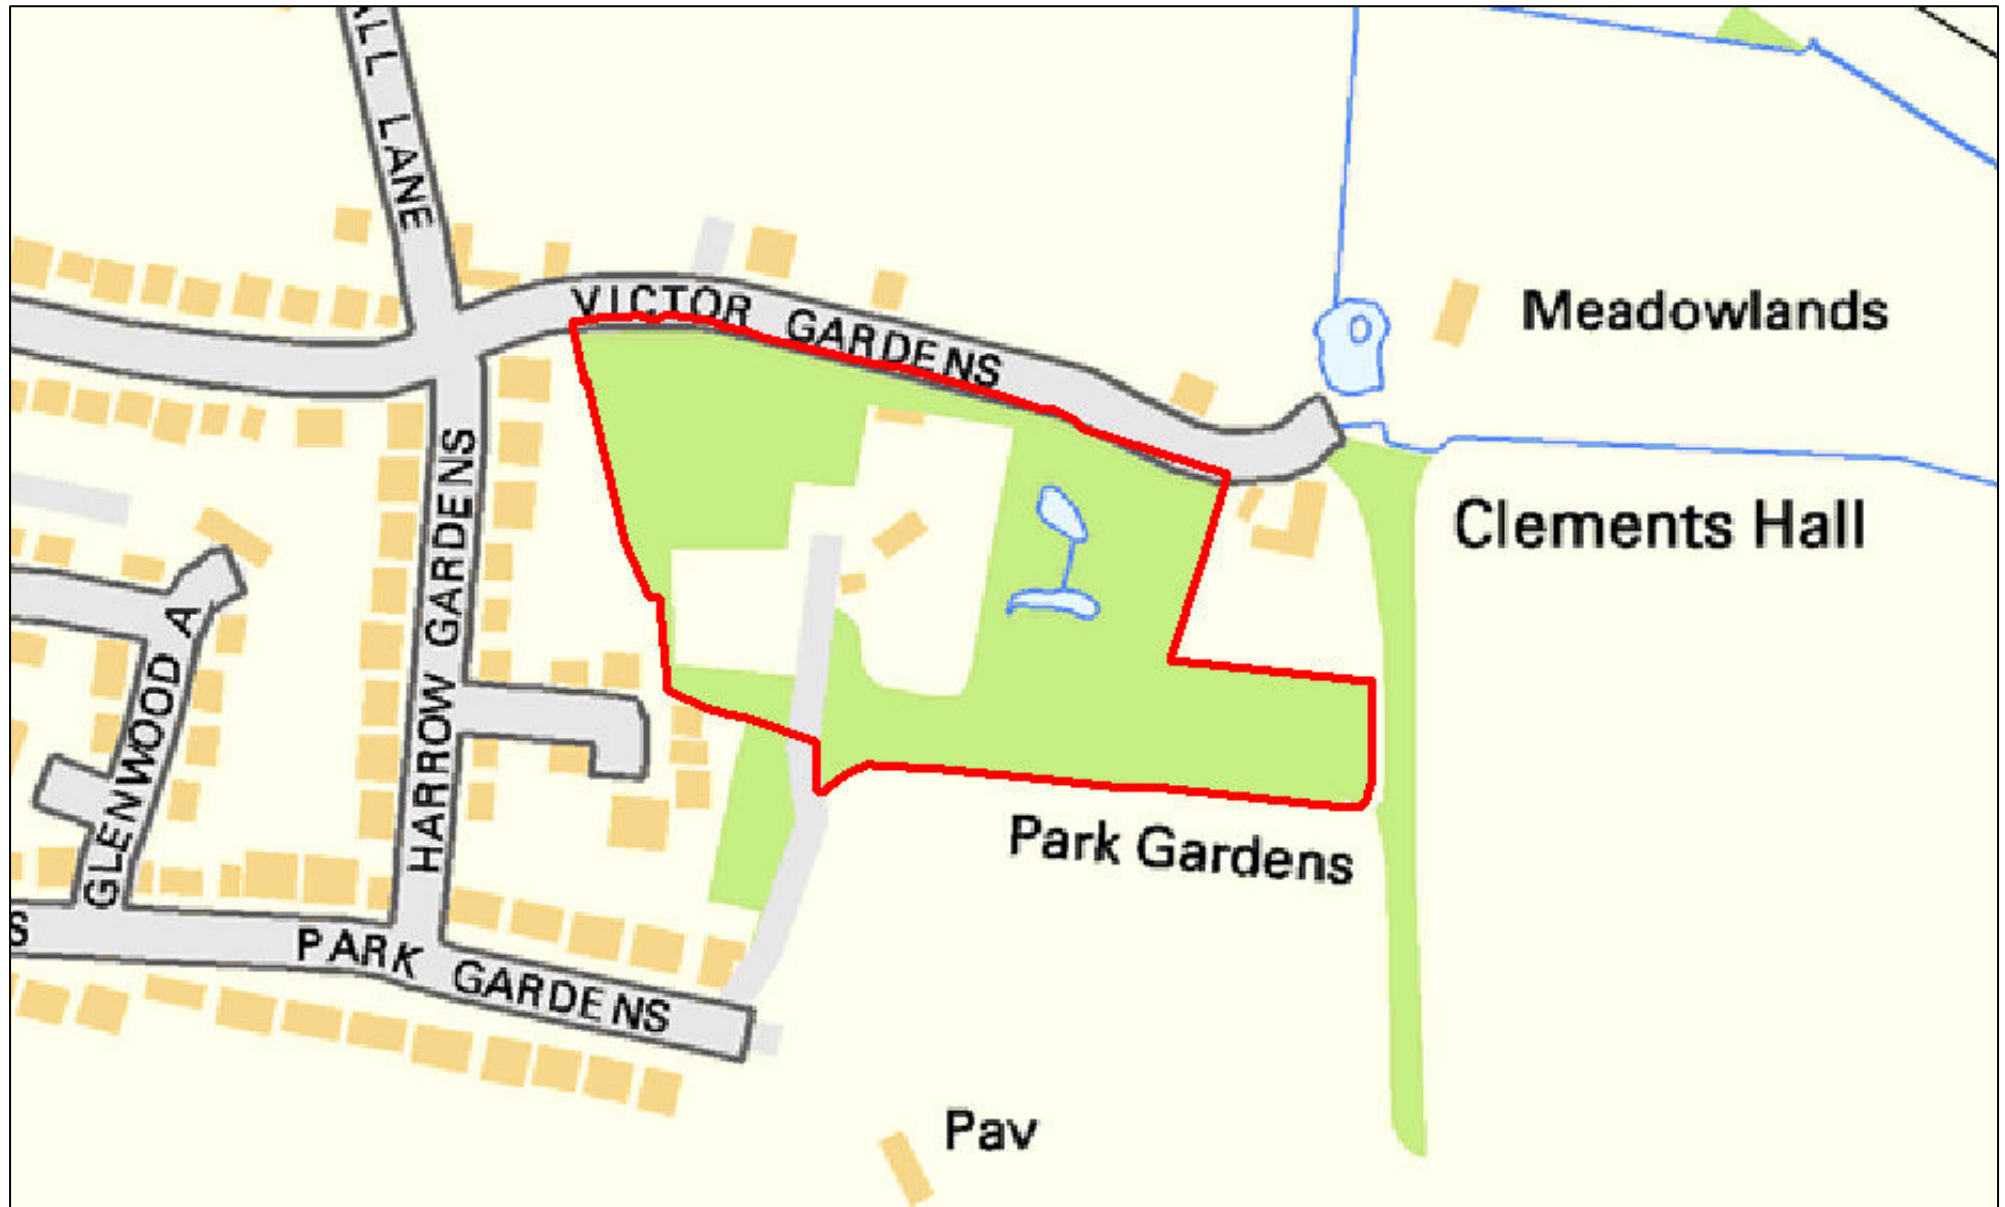 LANE
VICTOR GARDENS
Meadowlands
Clements Hall
HARROW GARDENS
GLENWOOD A
Park Gardens
S
PARK GARDENS
Pav